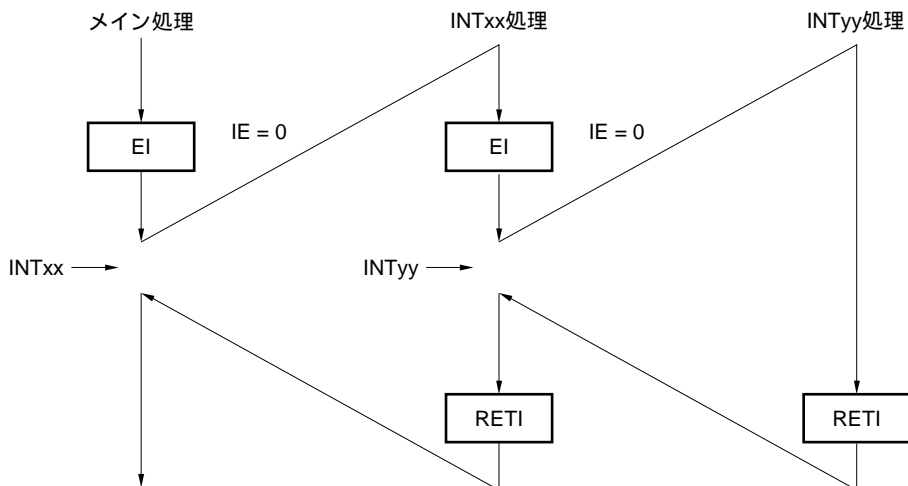 メイン処理
INTxx処理
INTyy処理
EI
IE = 0
EI
IE = 0
INTxx
INTyy
RETI
RETI